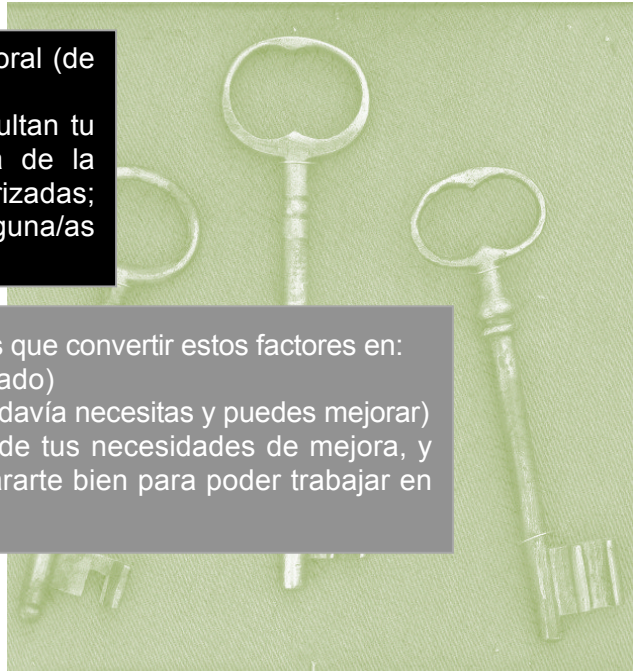 oral (de
ultan tu
de la
rizadas;
guna/as
s que convertir estos factores en:
ado)
davía necesitas y puedes mejorar)
de tus necesidades de mejora, y
ararte bien para poder trabajar en